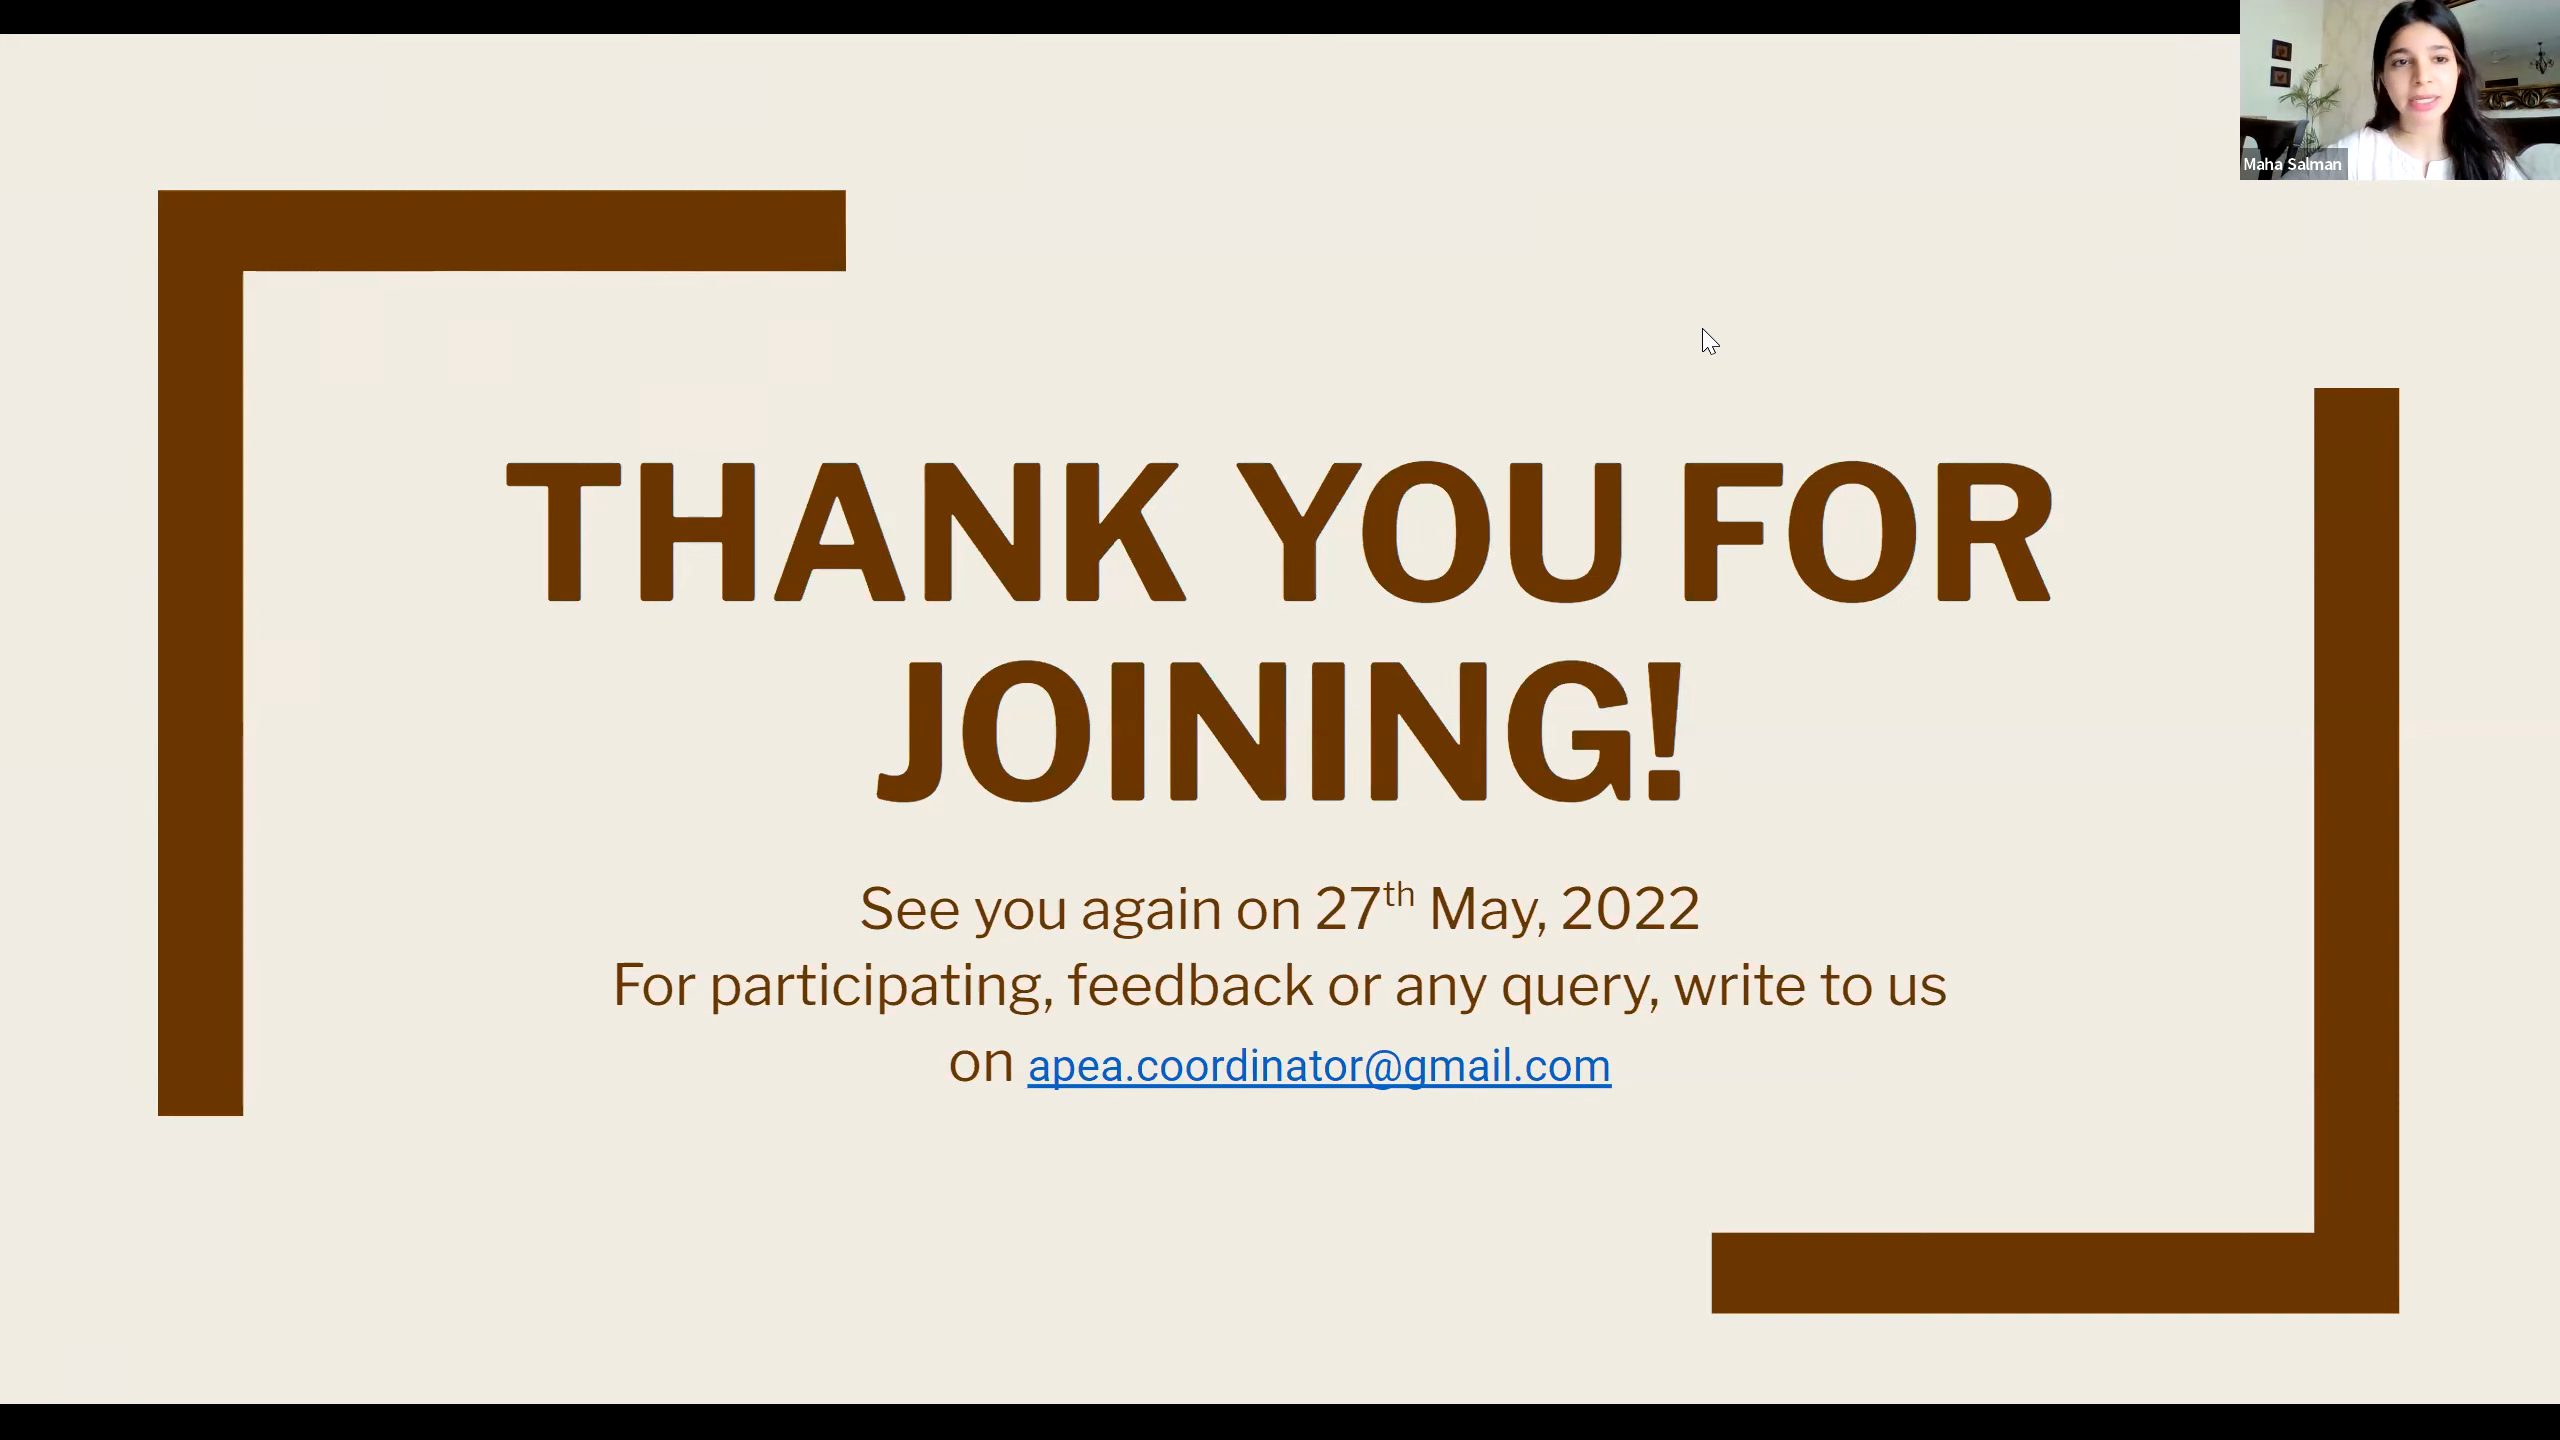 Maha Salman
THANK YOU FOR
JOINING!
See you again on 27th May, 2022
For participating, feedback or any query, write to us
on apea.coordinator@gmail.com